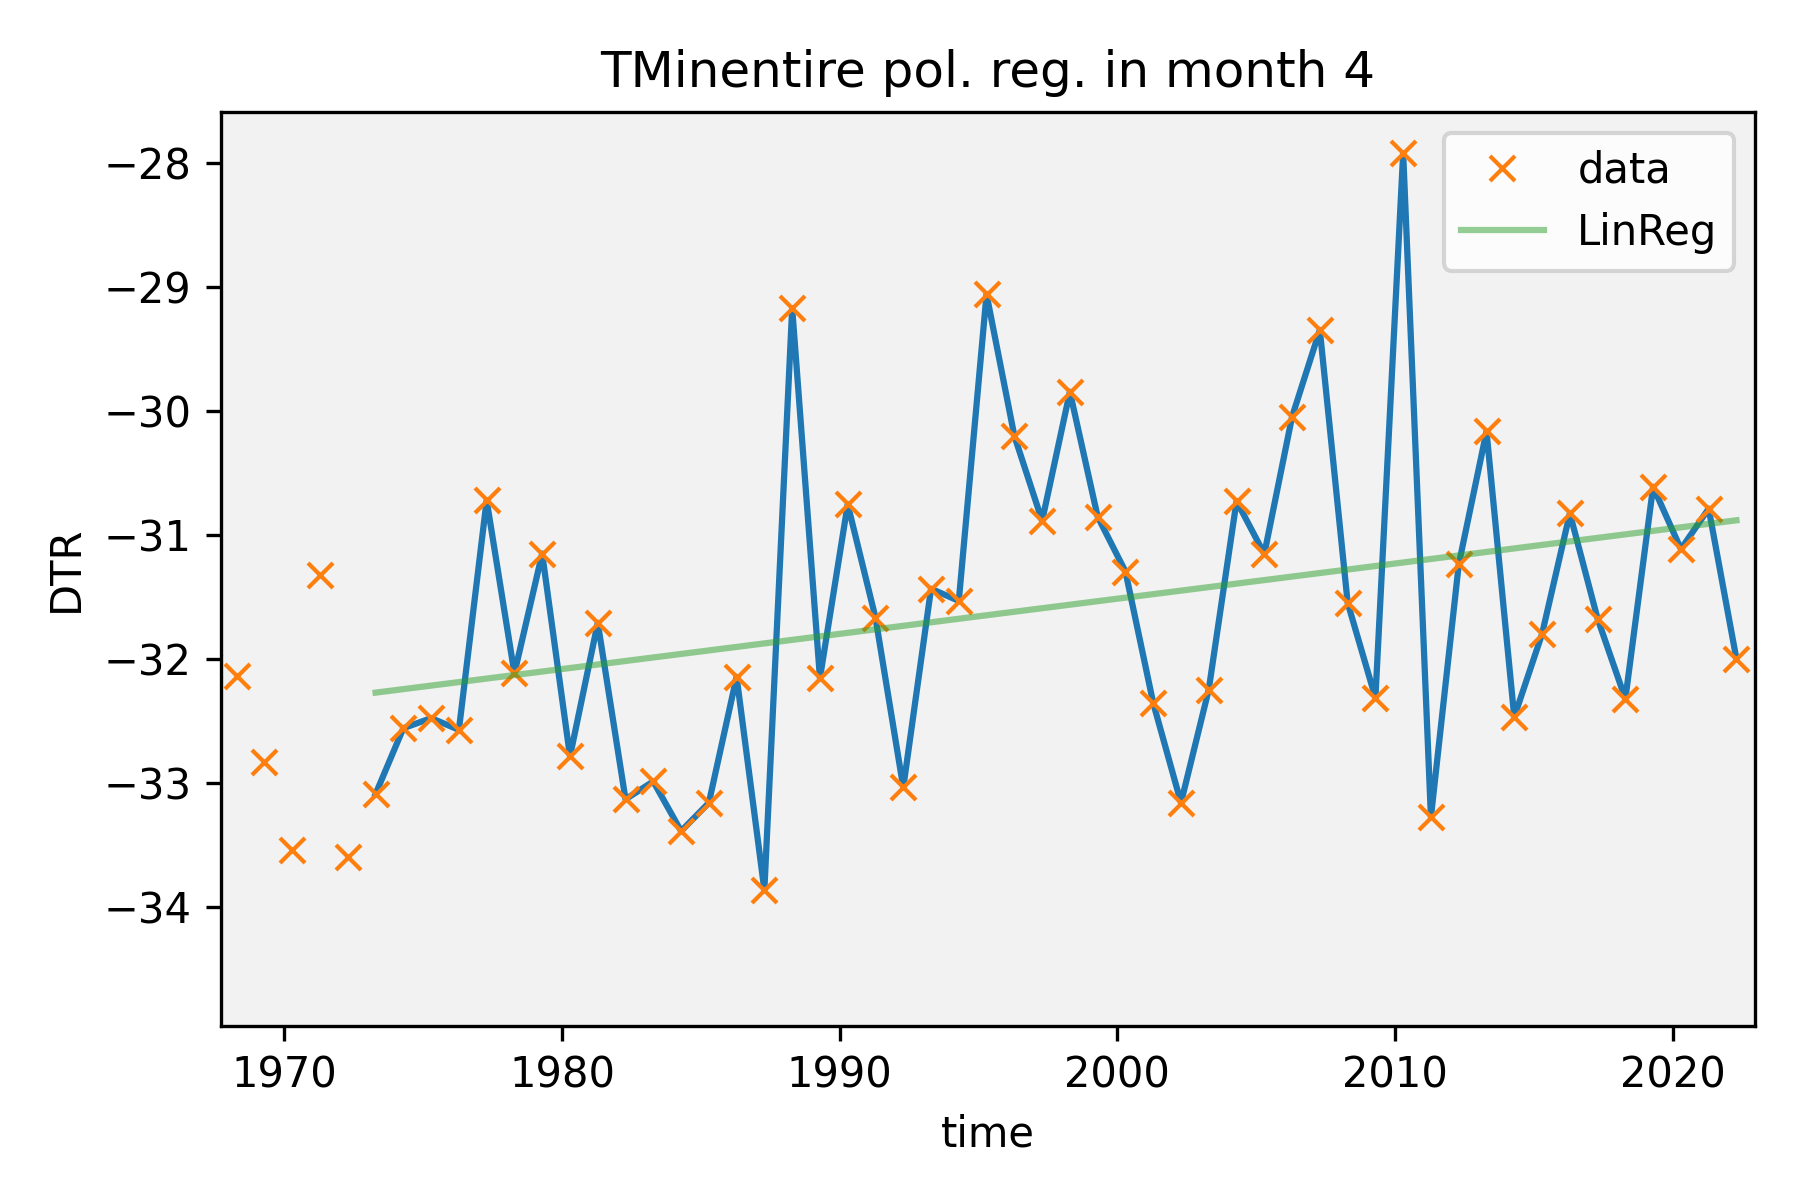 TMinentire pol. reg. in month 4
data
LinReg
DTR
−28
−29
−30
−31
−32
−33
−34
1970 1980 1990 2000 2010 2020
time